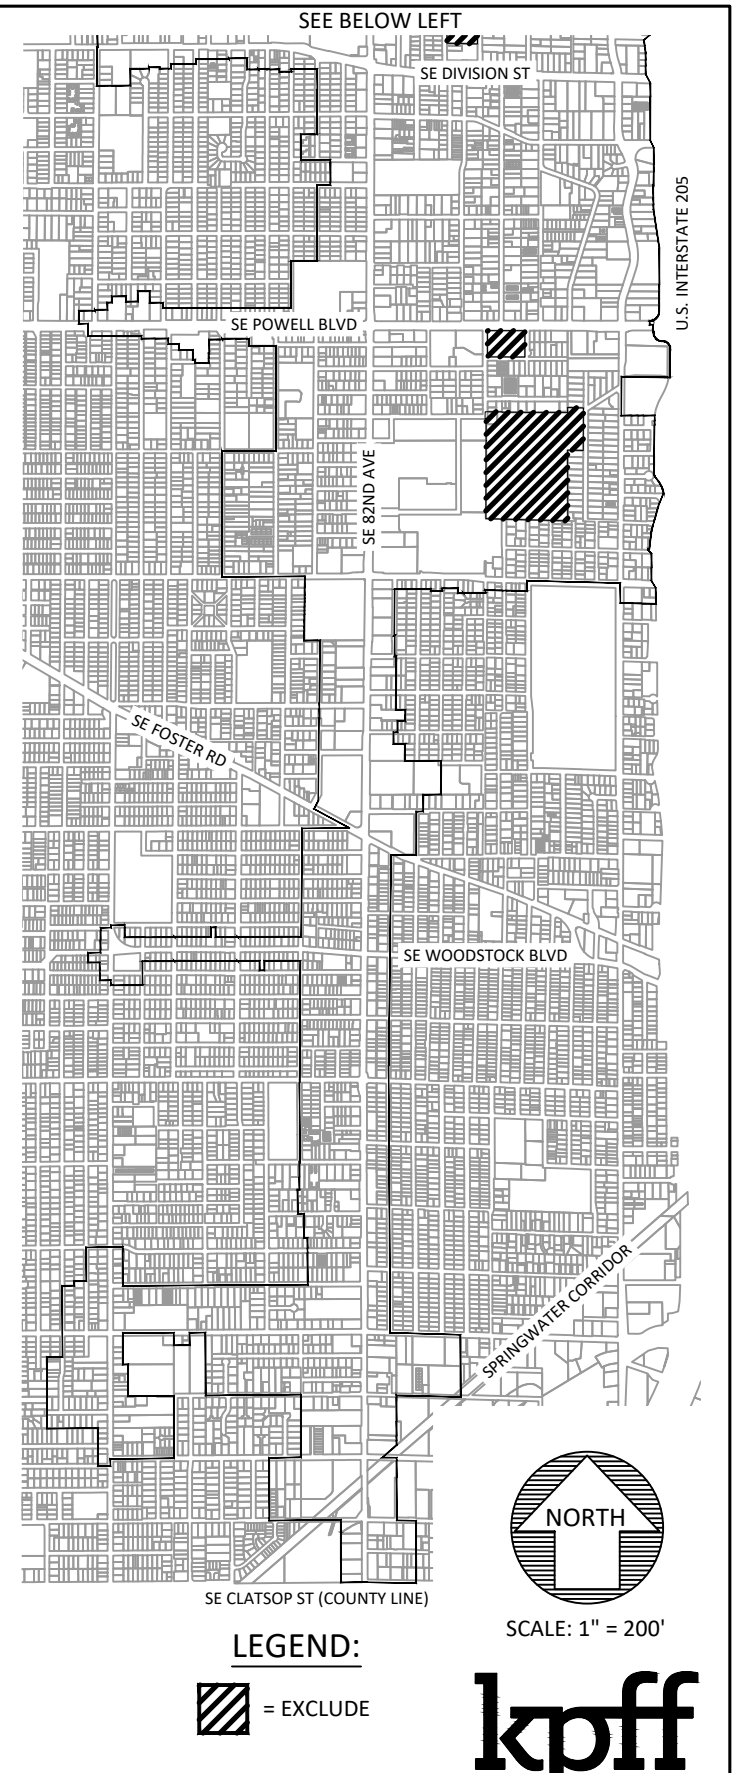 SEE BELOW LEFT
SE DIVISION ST
U.S. INTERSTATE 205
SE POWELL BLVD
SE 82ND AVE
SE FOSTER RD
SE WOODSTOCK BLVD
SPRINGWATER CORRIDOR
NORTH
SE CLATSOP ST (COUNTY LINE)
SCALE: 1" = 200'
LEGEND:
= EXCLUDE
kpff